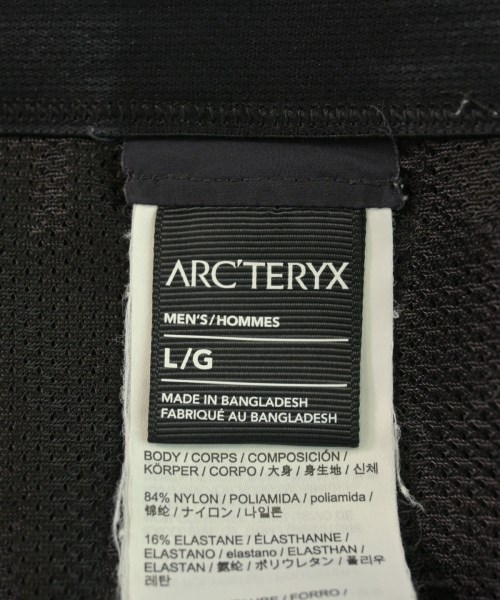 ARC'TERYX
MEN'S/HOMMES
L/G
MADE IN BANGLADESH
FABRIQUÉ AU BANGLADESH
BODY / CORPS / COMPOSICIÓN /
KÖRPER / CORPO / 大身 / 身生地 / 신체
84% NYLON / POLIAMIDA / poliamida /
锦纶 / ナイロン / 나일론
16% ELASTANE / ÉLASTHANNE /
ELASTANO / elastano / ELASTHAN /
ELASTAN / 氨纶 / ポリウレタン / 폴리우
레탄